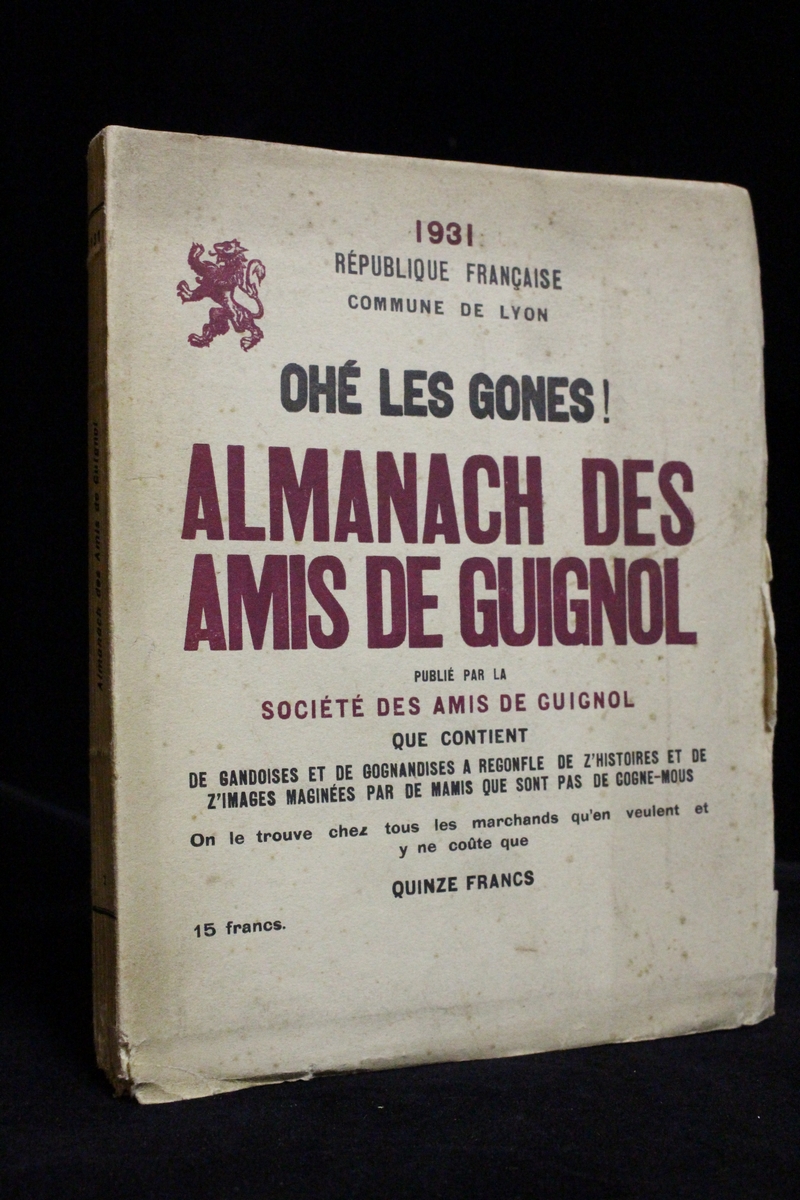 1931
RÉPUBLIQUE FRANÇAISE
COMMUNE DE LYON
OHÉ LES GONES!
ALMANACH DES
AMIS DE GUIGNOL
PUBLIÉ PAR LA
SOCIÉTÉ DES AMIS DE GUIGNOL
QUE CONTIENT
DE GANDOISES ET DE GOGNANDISES A REGONFLE DE Z'HISTOIRES ET DE
Z'IMAGES MAGINÉES PAR DE MAMIS QUE SONT PAS DE COGNE-MOUS
On le trouve chez tous les marchands qu'en veulent et
y ne coûte que
QUINZE FRANCS
15 francs.
Almanach des Amis de Guignol